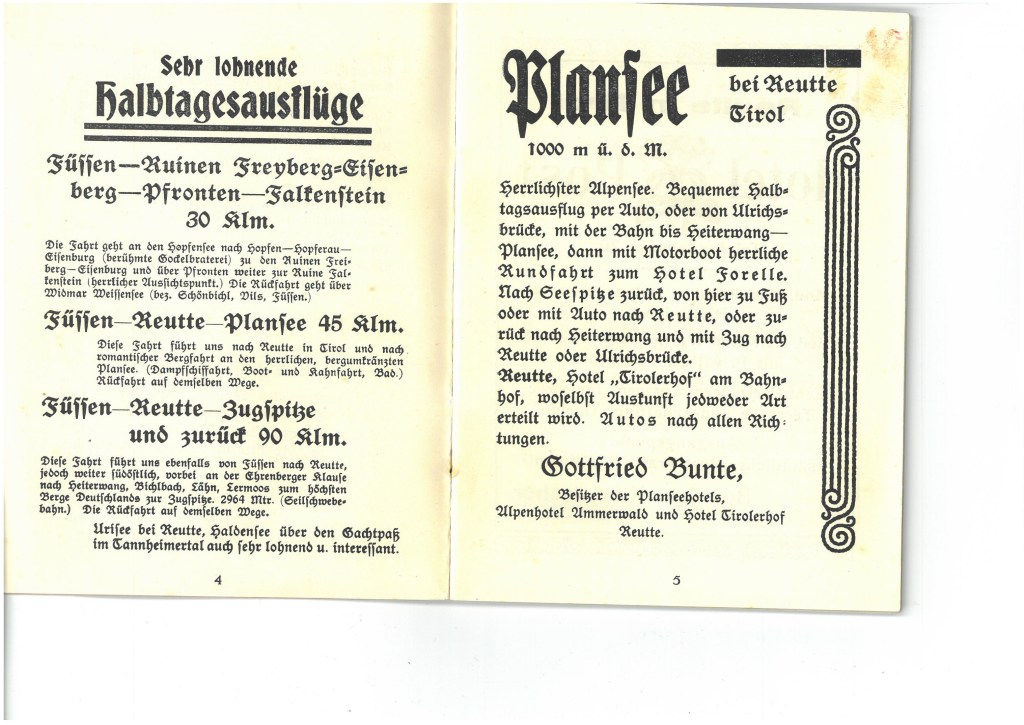 Sehr lohnende
Halbtagesausflüge
Füssen—Ruinen Freyberg-Eisen-
berg—Pfronten—Falkenstein
30 Klm.
Die Fahrt geht an den Hopfensee nach Hopfen—Hopferau—
Eisenburg (berühmte Gockelbraterei) zu den Ruinen Frei-
berg—Eisenburg und über Pfronten weiter zur Ruine Fal-
kenstein (herrlicher Aussichtspunkt.) Die Rückfahrt geht über
Widmar Weissensee (bez. Schönbichl, Vils, Füssen.)
Füssen—Reutte—Plansee 45 Klm.
Diese Fahrt führt uns nach Reutte in Tirol und nach
romantischer Bergfahrt an den herrlichen, bergumkränzten
Plansee. (Dampfschiffahrt, Boot- und Kahnfahrt, Bad.)
Rückfahrt auf demselben Wege.
Füssen—Reutte—Zugspitze
und zurück 90 Klm.
Diese Fahrt führt uns ebenfalls von Füssen nach Reutte,
jedoch weiter südöstlich, vorbei an der Ehrenberger Klause
nach Heiterwang, Bichlbach, Lähn, Lermoos zum höchsten
Berge Deutschlands zur Zugspitze. 2964 Mtr. (Seilschwebe-
bahn.) Die Rückfahrt auf demselben Wege.
Urisee bei Reutte, Haldensee über den Gachtpaß
im Tannheimertal auch sehr lohnend u. interessant.
4
Plansee
bei Reutte
Tirol
1000 m ü. d. M.
Herrlichster Alpensee. Bequemer Halb-
tagsausflug per Auto, oder von Ulrichs-
brücke, mit der Bahn bis Heiterwang—
Plansee, dann mit Motorboot herrliche
Rundfahrt zum Hotel Forelle.
Nach Seespitze zurück, von hier zu Fuß
oder mit Auto nach Reutte, oder zu-
rück nach Heiterwang und mit Zug nach
Reutte oder Ulrichsbrücke.
Reutte, Hotel „Tirolerhof" am Bahn-
hof, woselbst Auskunft jedweder Art
erteilt wird. Autos nach allen Rich-
tungen.
Gottfried Bunte,
Besitzer der Planseehotels,
Alpenhotel Ammerwald und Hotel Tirolerhof
Reutte.
5